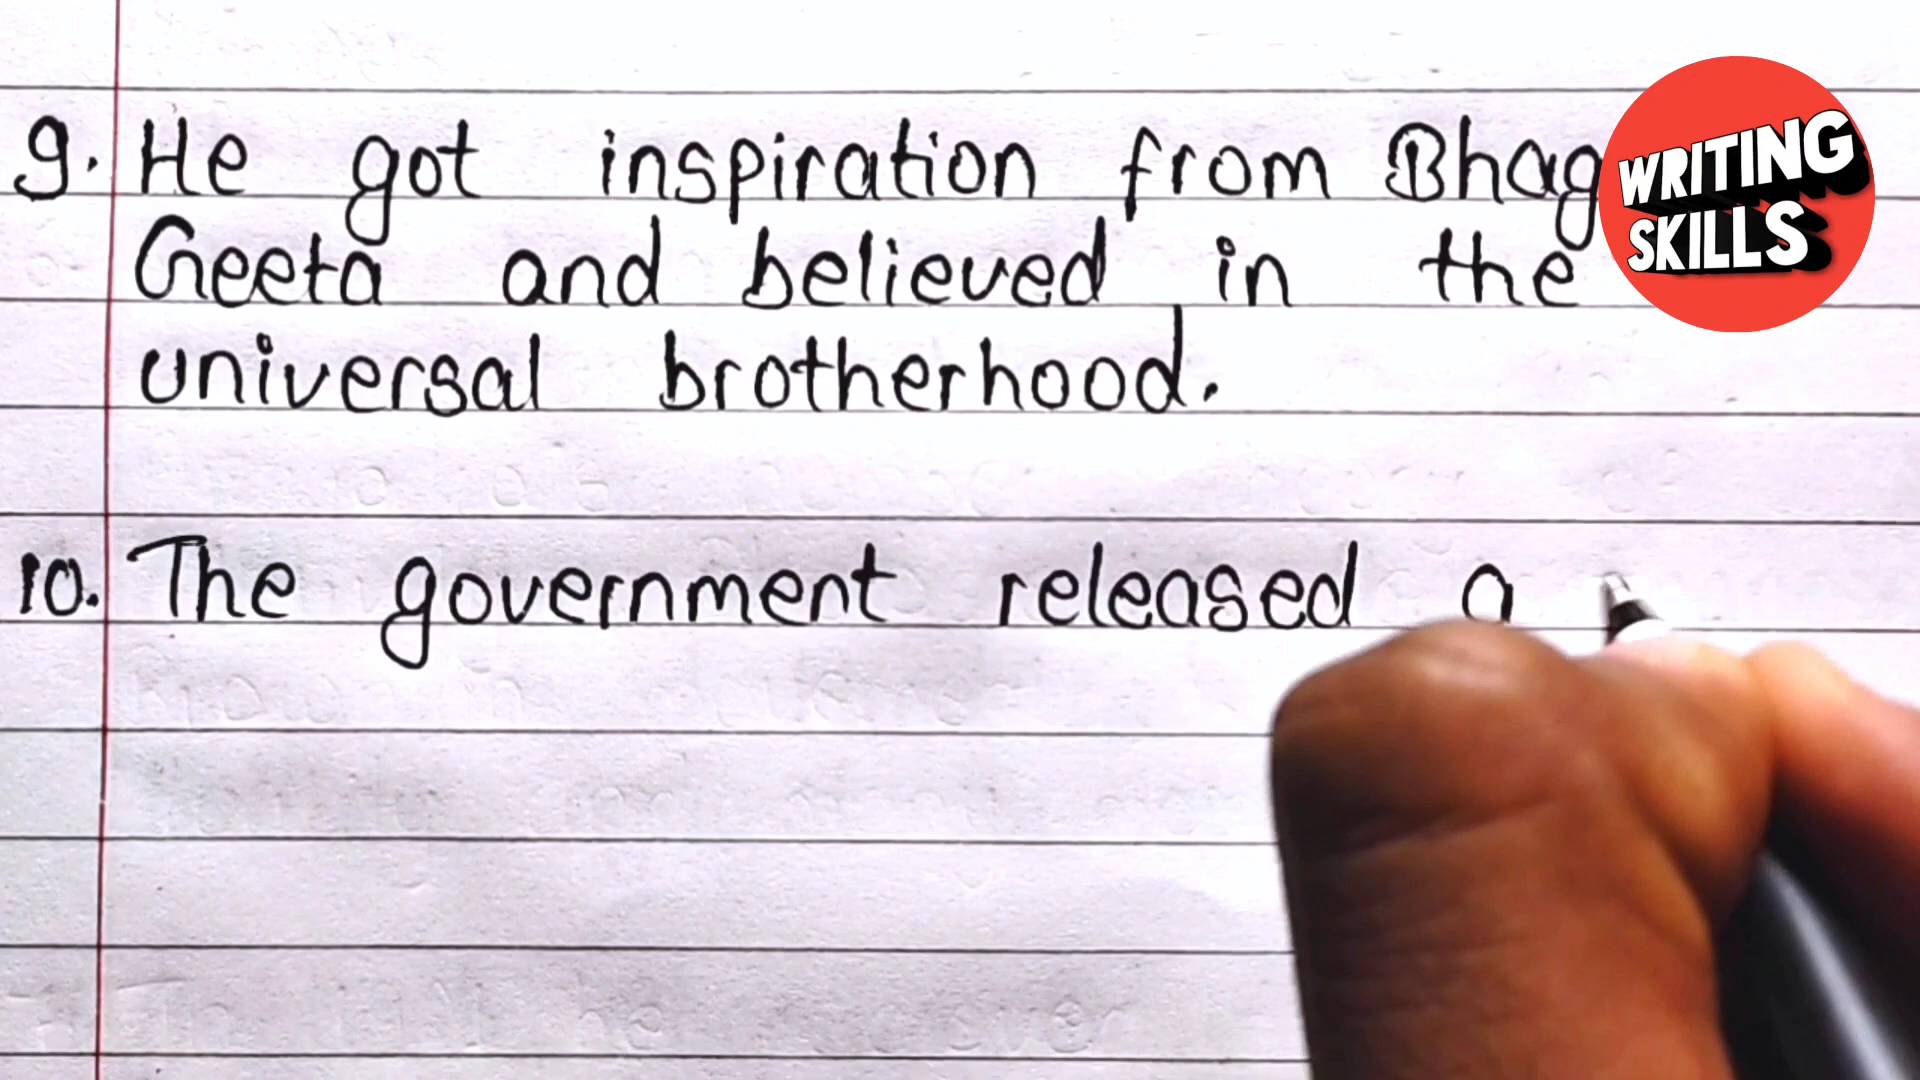 9. He got inspiration from Bhag
Geeta and believed in the
universal brotherhood.
10. The government released a
WRITING
SKILLS